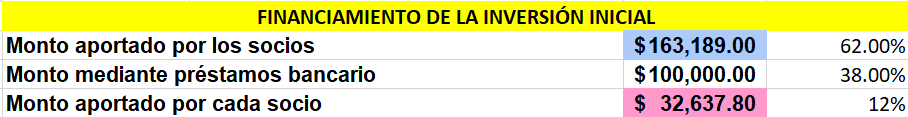 FINANCIAMIENTO DE LA INVERSIÓN INICIAL
Monto aportado por los socios $163,189.00 62.00%
Monto mediante préstamos bancario $100,000.00 38.00%
Monto aportado por cada socio $ 32,637.80 12%